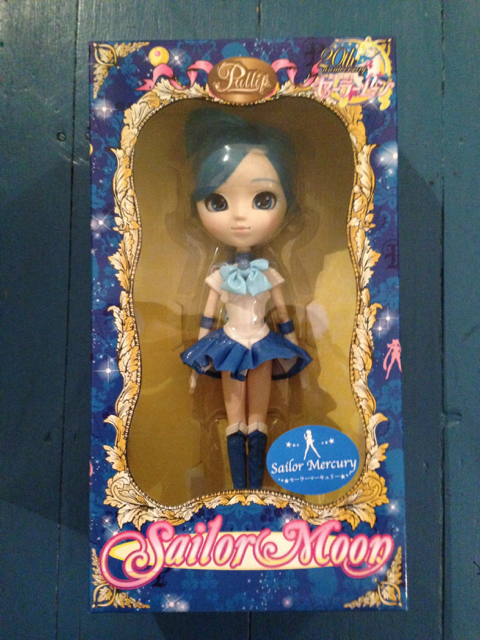 Pullip
20th
anniversary
セーラームーン
Sailor Mercury
★セーラーマーキュリー★
Sailor Moon